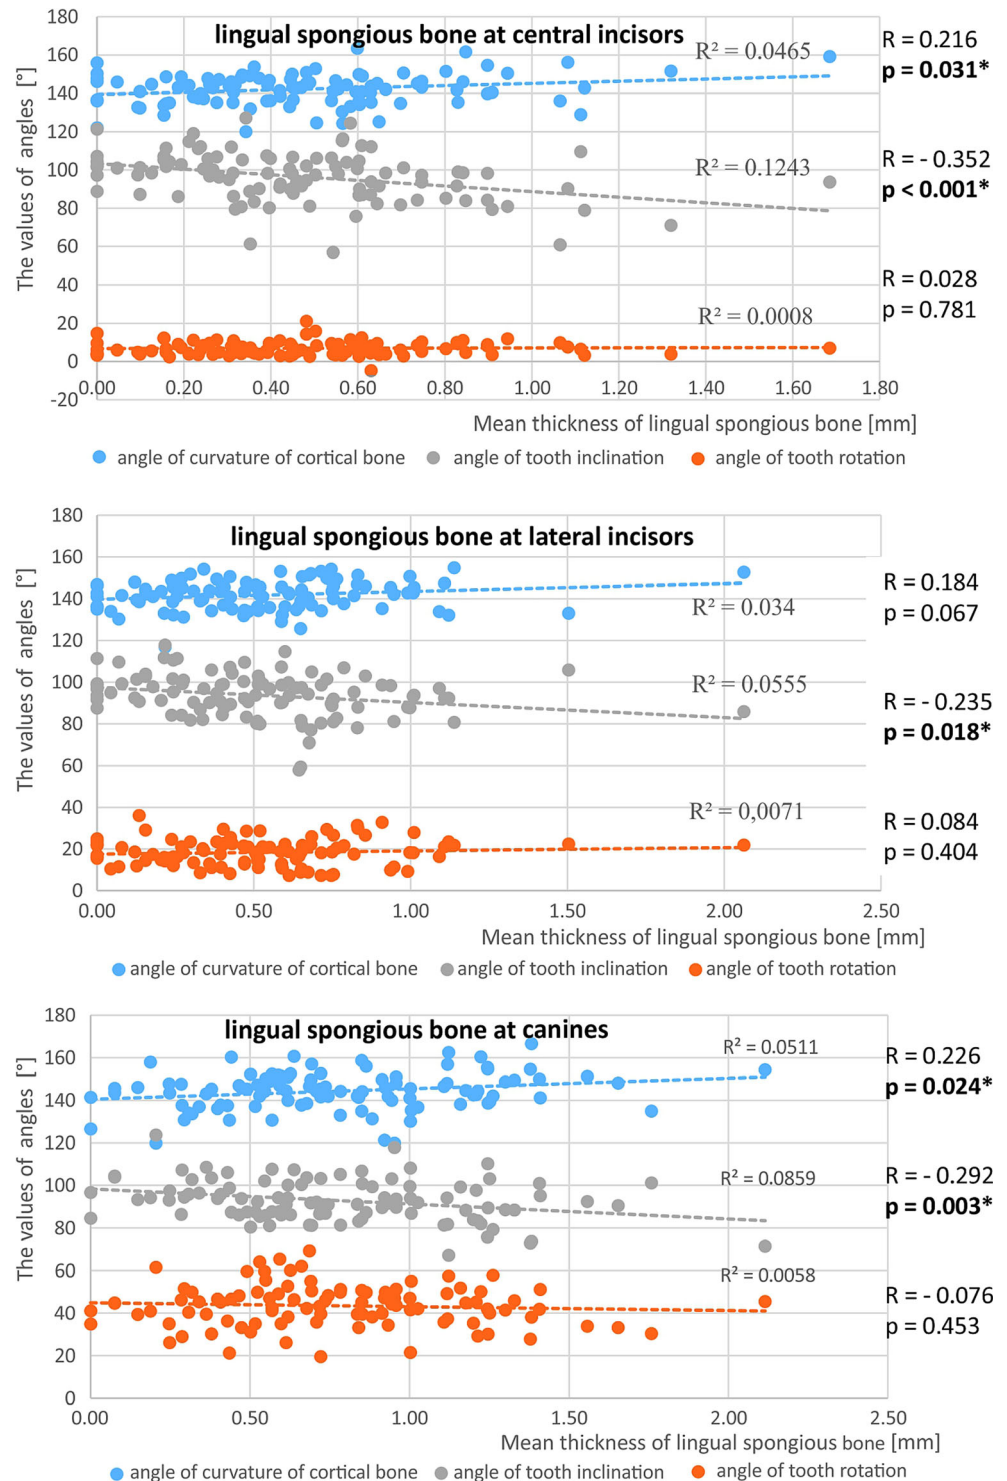 lingual spongious bone at central incisors
The values of angles [°]
180
160
140
120
100
80
60
40
20
0
-20
R² = 0.0465
R² = 0.1243
R² = 0.0008
R = 0.216
p = 0.031*
R = - 0.352
p < 0.001*
R = 0.028
p = 0.781
0.00 0.20 0.40 0.60 0.80 1.00 1.20 1.40 1.60 1.80
Mean thickness of lingual spongious bone [mm]
angle of curvature of cortical bone angle of tooth inclination angle of tooth rotation
lingual spongious bone at lateral incisors
The values of angles [°]
180
160
140
120
100
80
60
40
20
0
R² = 0.034
R² = 0.0555
R² = 0,0071
R = 0.184
p = 0.067
R = - 0.235
p = 0.018*
R = 0.084
p = 0.404
0.00 0.50 1.00 1.50 2.00 2.50
Mean thickness of lingual spongious bone [mm]
angle of curvature of cortical bone angle of tooth inclination angle of tooth rotation
lingual spongious bone at canines
The values of angles [°]
180
160
140
120
100
80
60
40
20
0
R² = 0.0511
R² = 0.0859
R² = 0.0058
R = 0.226
p = 0.024*
R = - 0.292
p = 0.003*
R = - 0.076
p = 0.453
0.00 0.50 1.00 1.50 2.00 2.50
Mean thickness of lingual spongious bone [mm]
angle of curvature of cortical bone angle of tooth inclination angle of tooth rotation